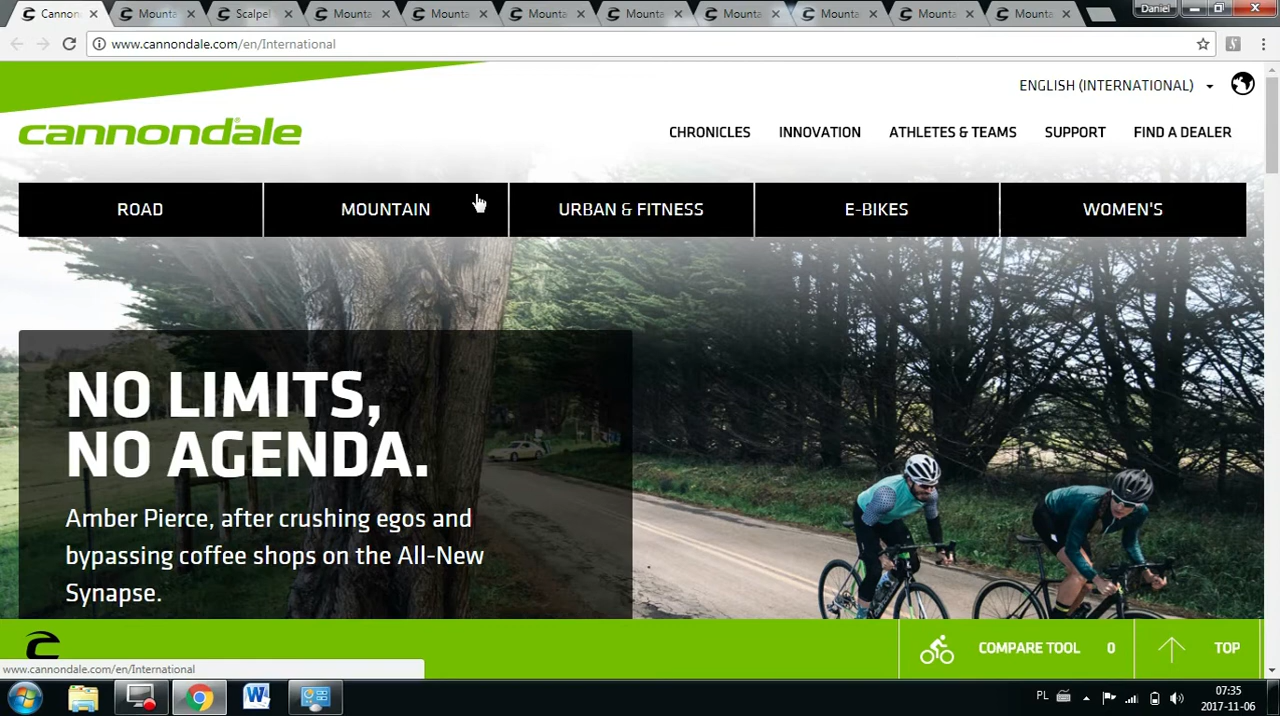 Cannon
Mounta
Scalpel
Mounta
Mounta
Mounta
Mounta
Mounta
Mounta
Mounta
Mounta
Daniel
www.cannondale.com/en/International
ENGLISH (INTERNATIONAL)
cannondale
CHRONICLES
INNOVATION
ATHLETES & TEAMS
SUPPORT
FIND A DEALER
ROAD
MOUNTAIN
URBAN & FITNESS
E-BIKES
WOMEN'S
NO LIMITS,
NO AGENDA.
Amber Pierce, after crushing egos and
bypassing coffee shops on the All-New
Synapse.
COMPARE TOOL 0
TOP
www.cannondale.com/en/International
PL
07:35
2017-11-06